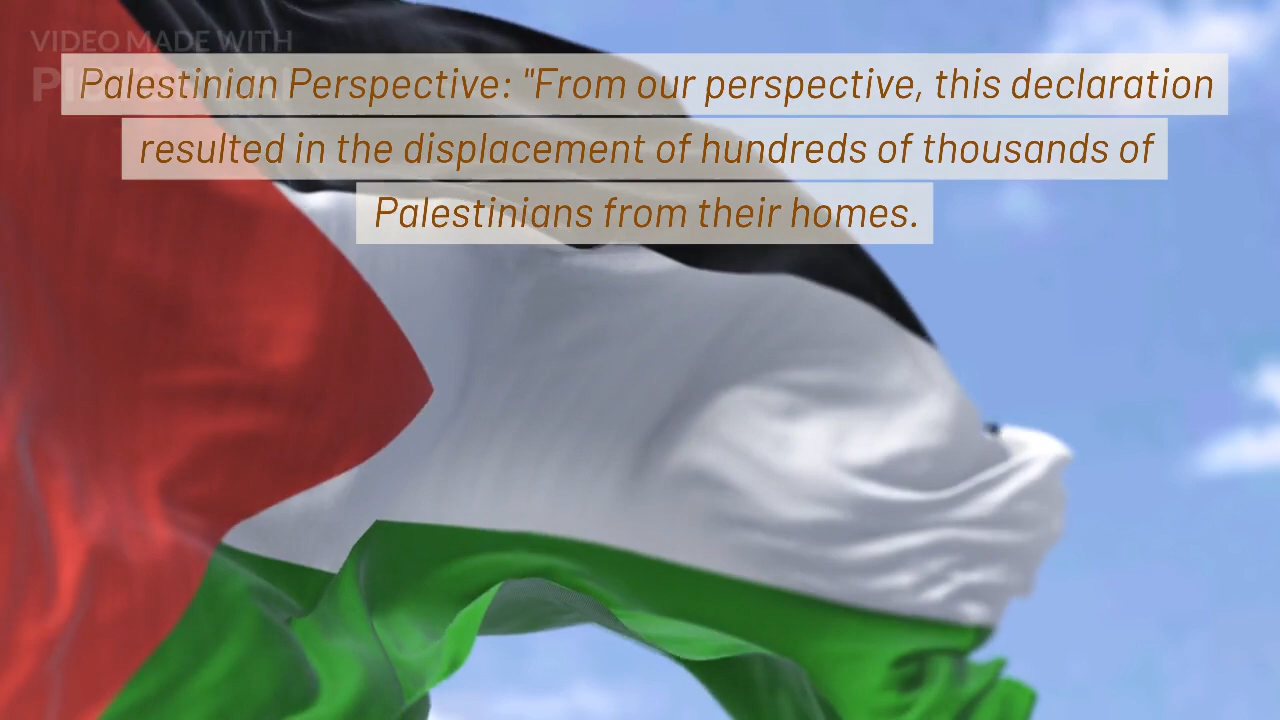 VIDEO MADE WITH
Palestinian Perspective: "From our perspective, this declaration
resulted in the displacement of hundreds of thousands of
Palestinians from their homes.